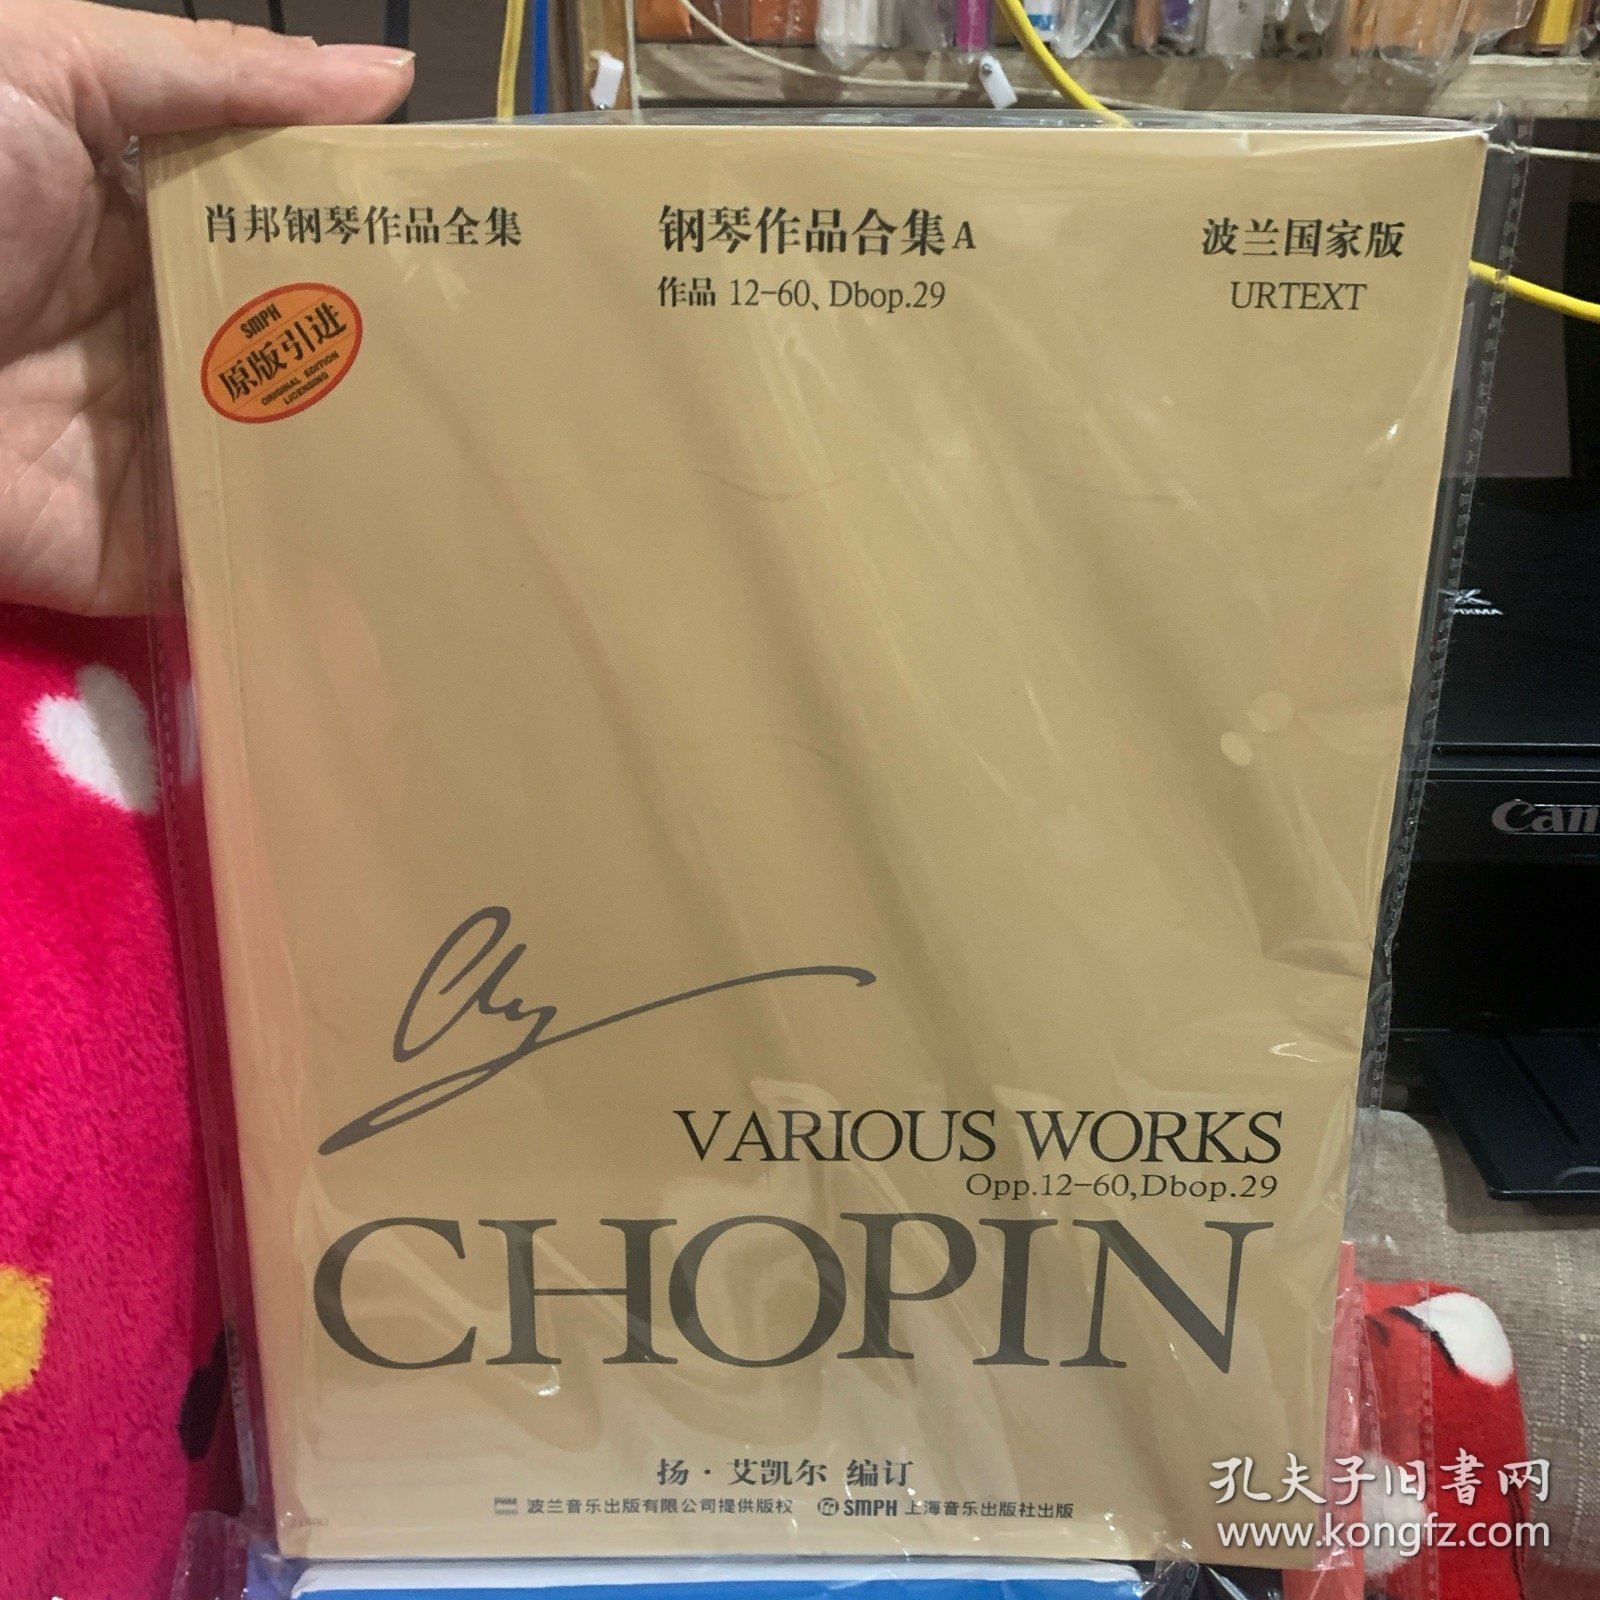 肖邦钢琴作品全集
钢琴作品合集A
作品 12-60、Dbop.29
波兰国家版
URTEXT
SMPH
原版引进
ORIGINAL EDITION
LICENSING
PIXMA
Can
VARIOUS WORKS
Opp.12-60,Dbop.29
CHOPIN
扬·艾凯尔 编订
波兰音乐出版有限公司提供版权
SMPH 上海音乐出版社出版
孔夫子旧書网
www.kongfz.com